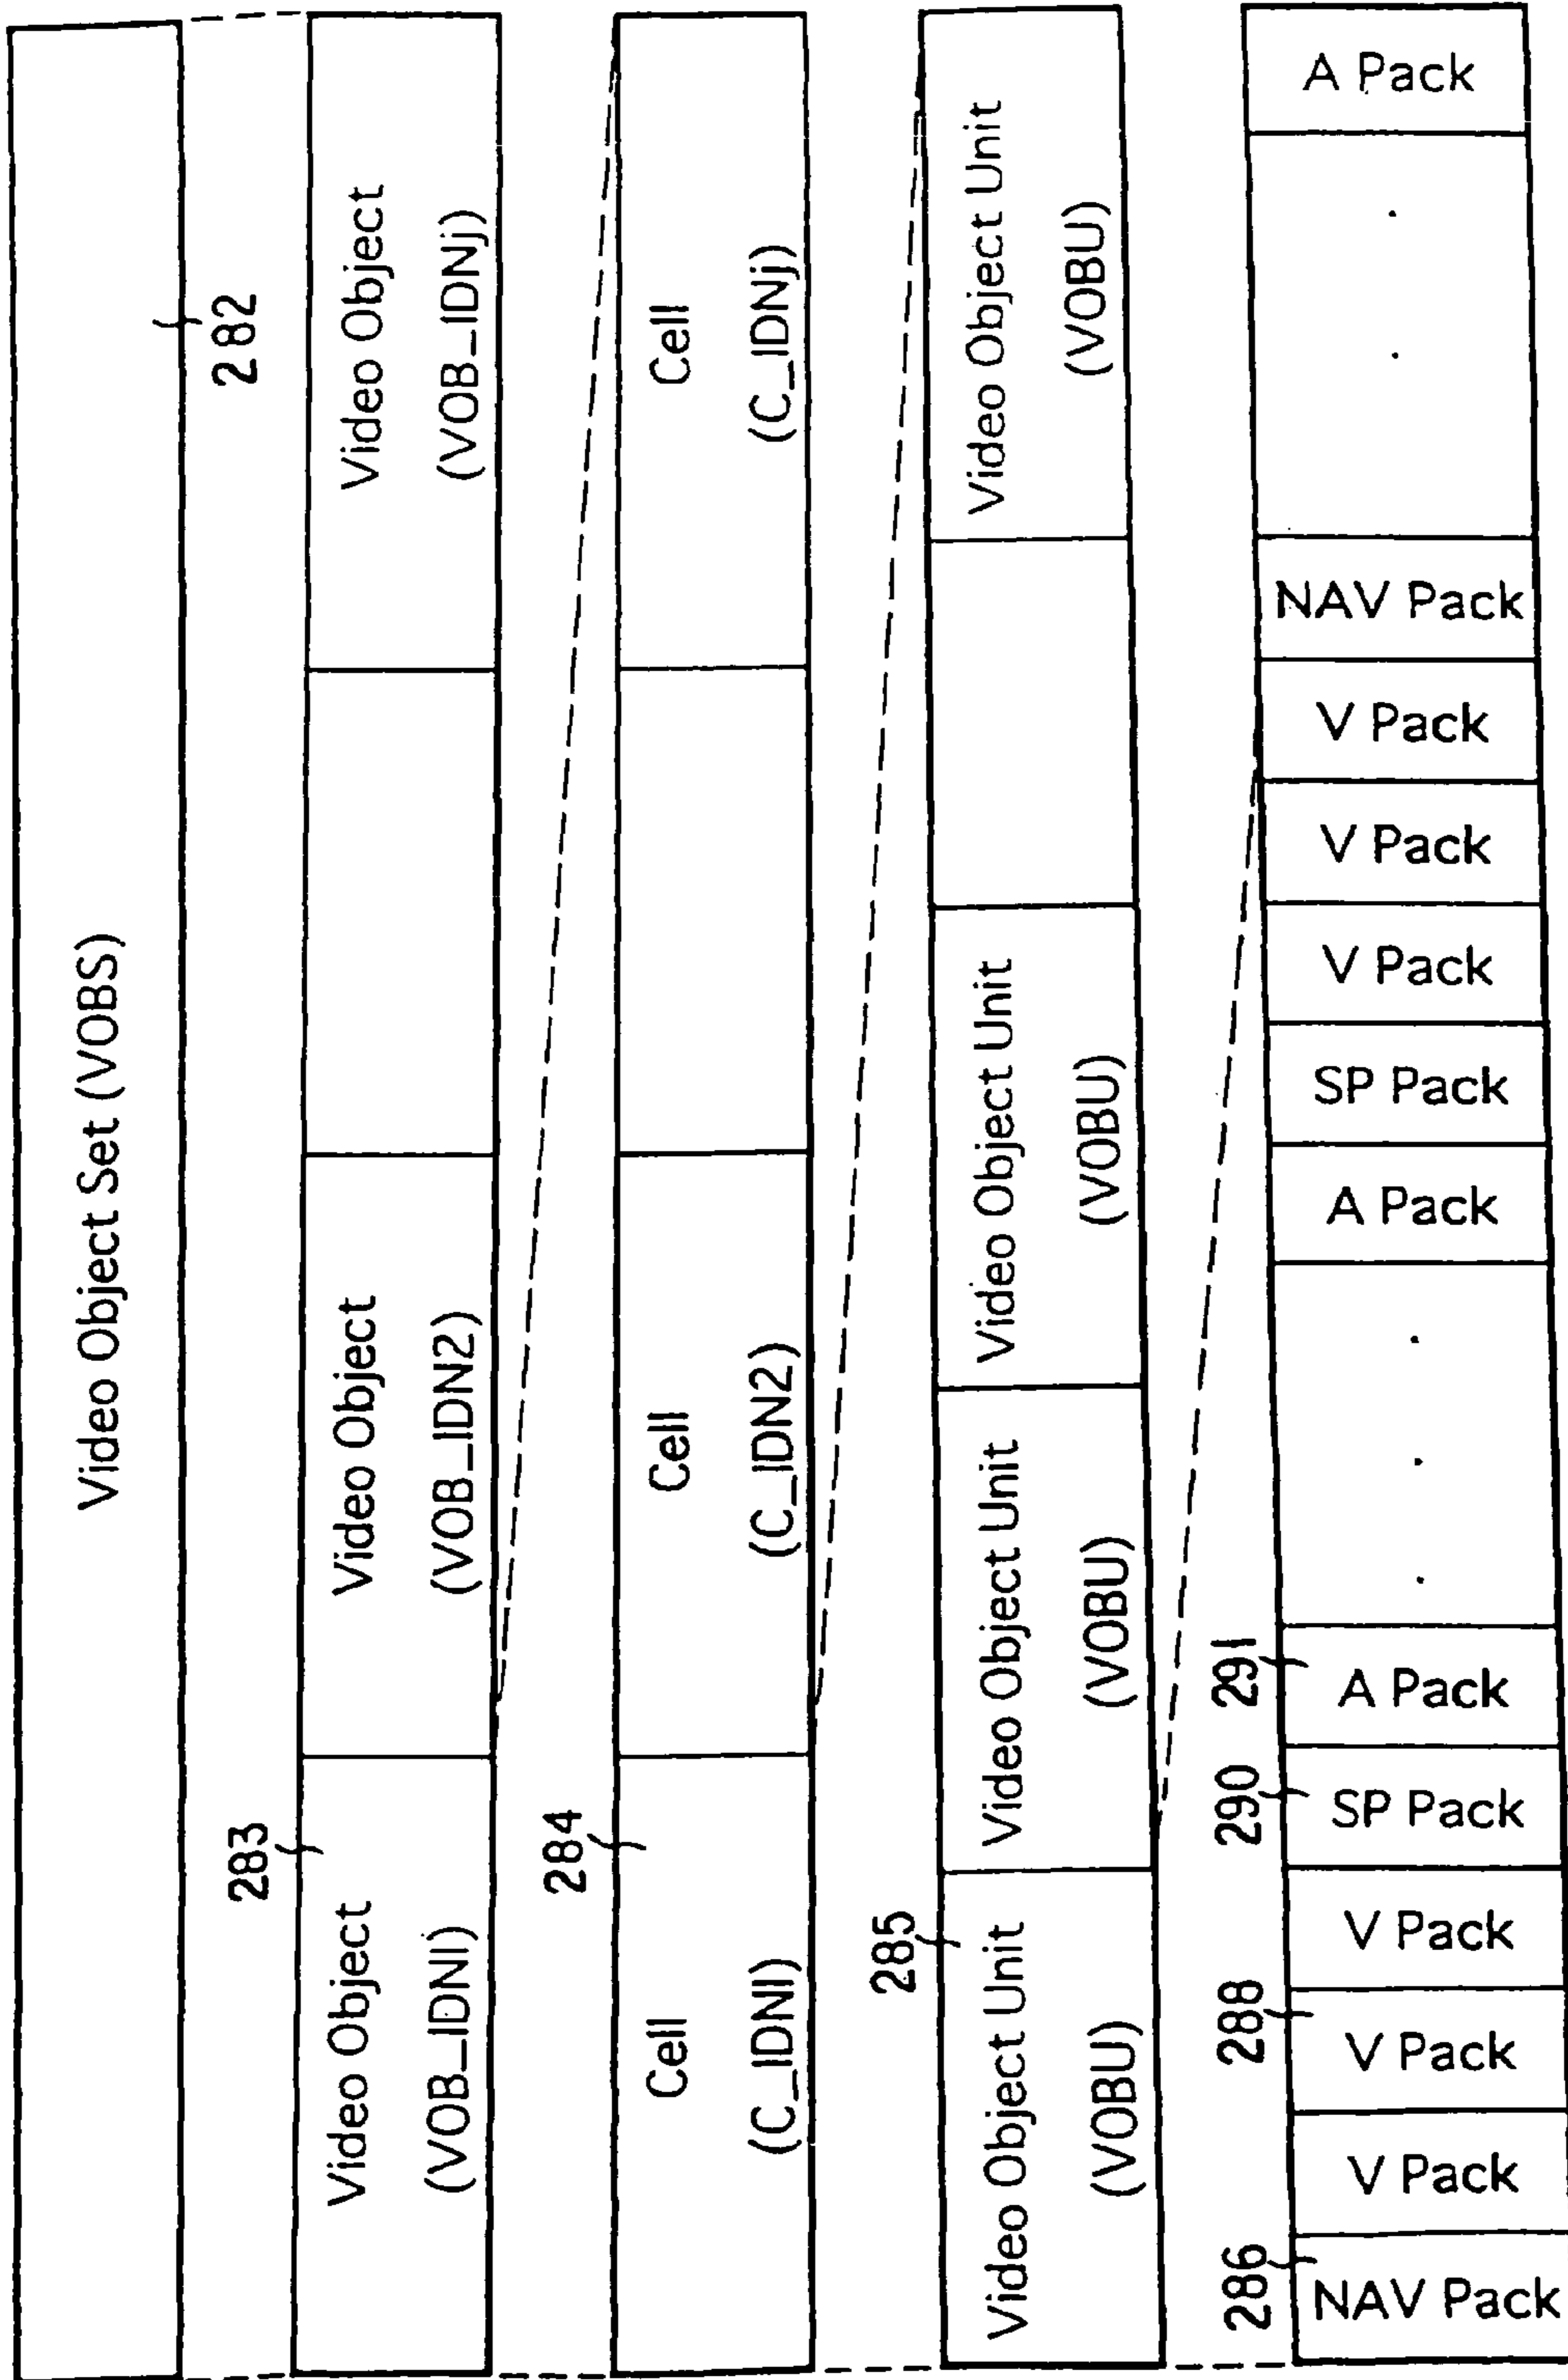 Video Object Set (VOBS)
282
283
Video Object
(VOB_IDN1)
Video Object
(VOB_IDN2)
Video Object
(VOB_IDNj)
284
Cell
(C_IDN1)
Cell
(C_IDN2)
Cell
(C_IDNj)
285
Video Object Unit
(VOBU)
Video Object Unit
(VOBU)
Video Object Unit
(VOBU)
Video Object Unit
(VOBU)
286
288
290
291
NAV Pack
V Pack
V Pack
V Pack
SP Pack
A Pack
. . .
A Pack
SP Pack
V Pack
V Pack
V Pack
NAV Pack
. .
A Pack